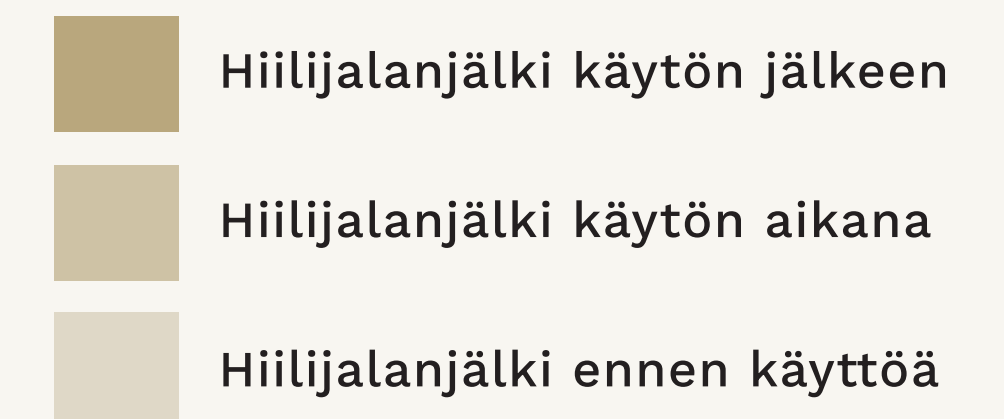 Hiilijalanjälki käytön jälkeen
Hiilijalanjälki käytön aikana
Hiilijalanjälki ennen käyttöä